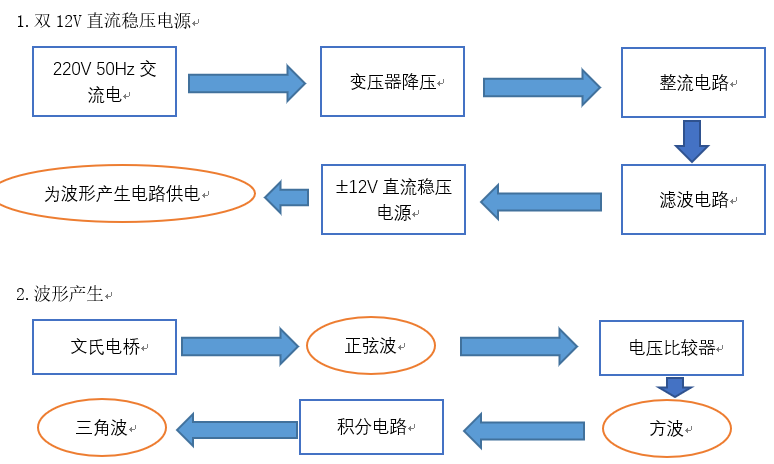 1. 双 12V 直流稳压电源
220V 50Hz 交
流电
变压器降压
整流电路
为波形产生电路供电
±12V 直流稳压
电源
滤波电路
2. 波形产生
文氏电桥
正弦波
电压比较器
三角波
积分电路
方波